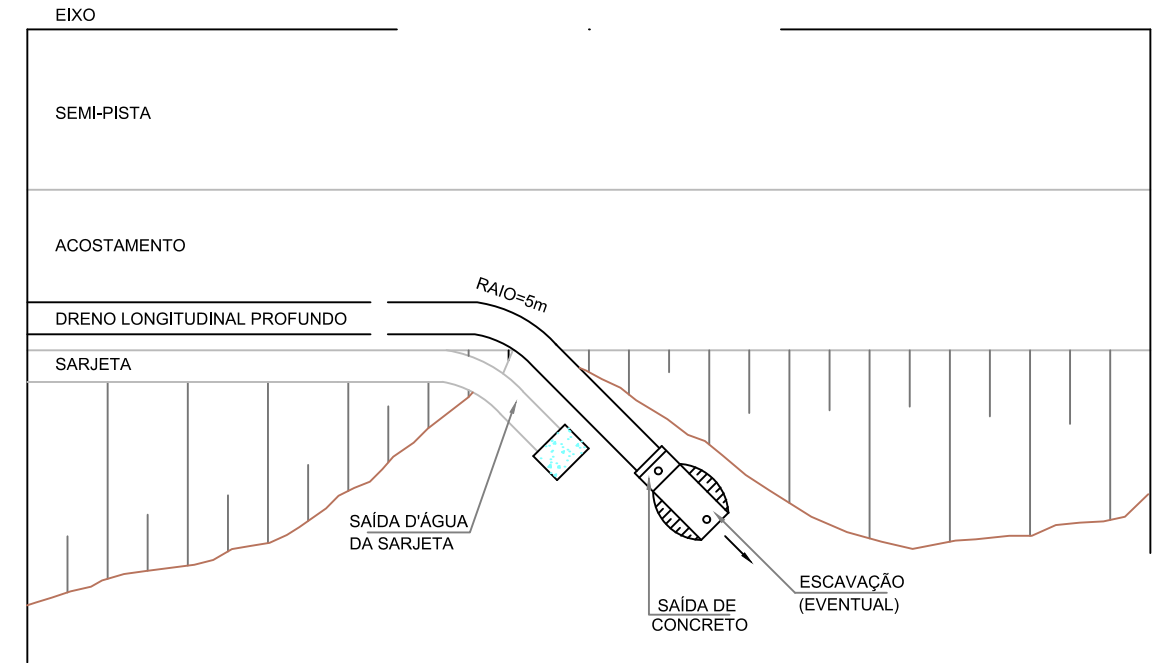 EIXO
SEMI-PISTA
ACOSTAMENTO
RAIO=5m
DRENO LONGITUDINAL PROFUNDO
SARJETA
SAÍDA D'ÁGUA
DA SARJETA
ESCAVAÇÃO
(EVENTUAL)
SAÍDA DE
CONCRETO